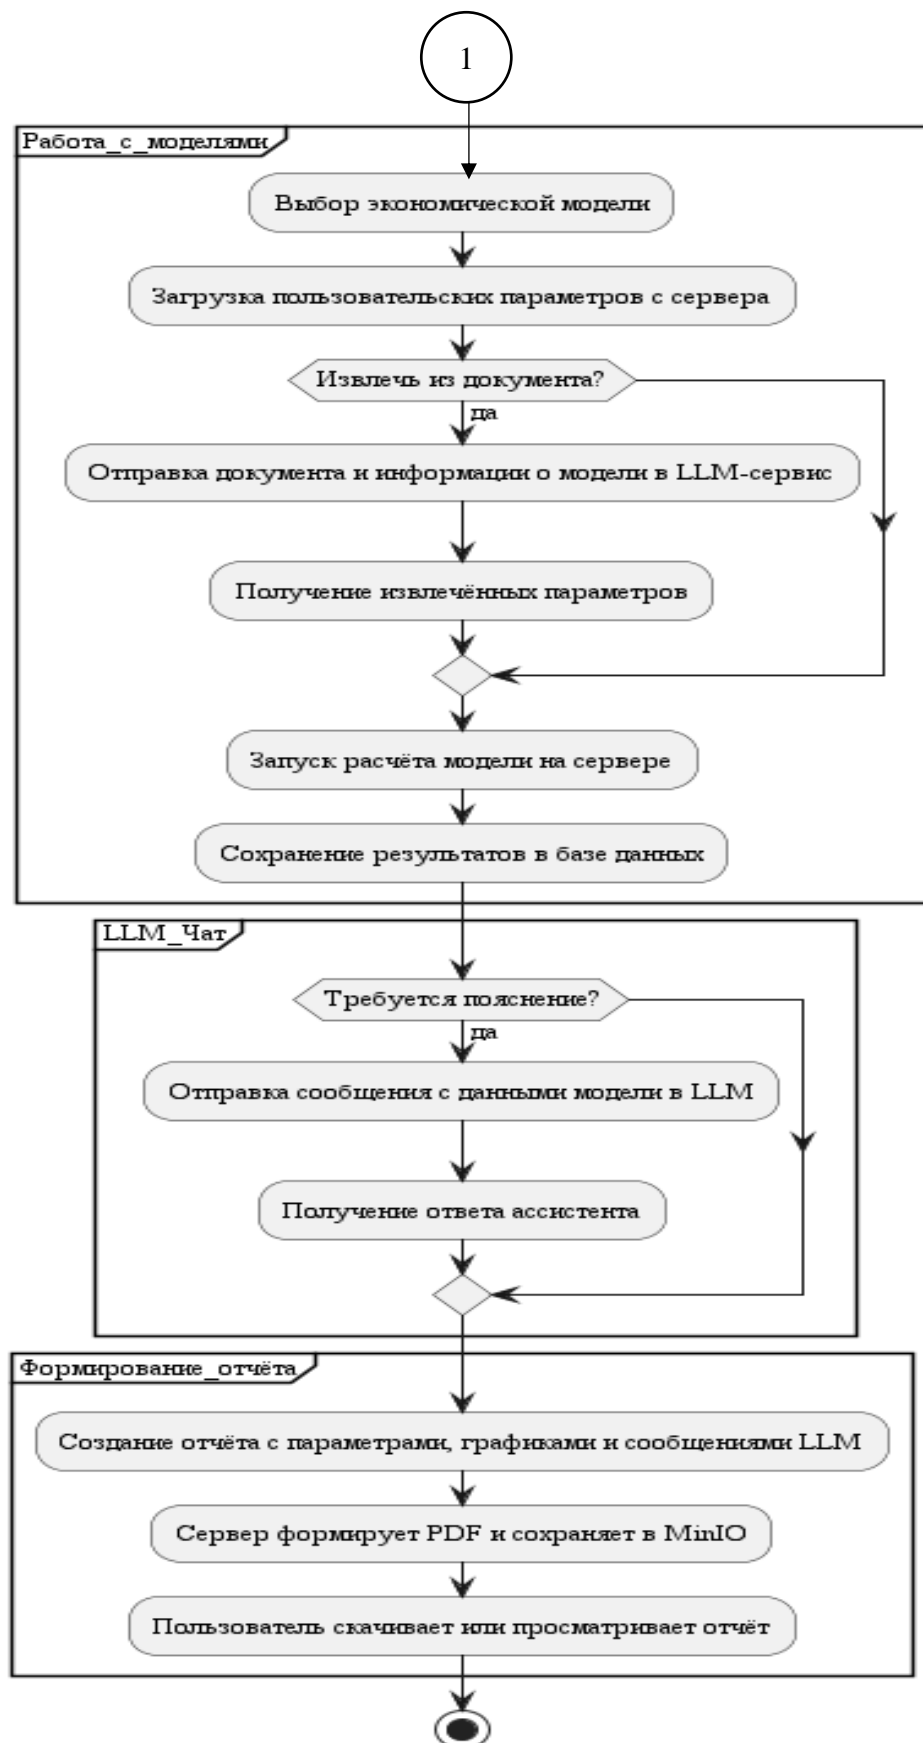 1
Работа_с_моделями
Выбор экономической модели
Загрузка пользовательских параметров с сервера
Извлечь из документа?
да
Отправка документа и информации о модели в LLM-сервис
Получение извлечённых параметров
Запуск расчёта модели на сервере
Сохранение результатов в базе данных
LLM_Чат
Требуется пояснение?
да
Отправка сообщения с данными модели в LLM
Получение ответа ассистента
Формирование_отчёта
Создание отчёта с параметрами, графиками и сообщениями LLM
Сервер формирует PDF и сохраняет в MinIO
Пользователь скачивает или просматривает отчёт